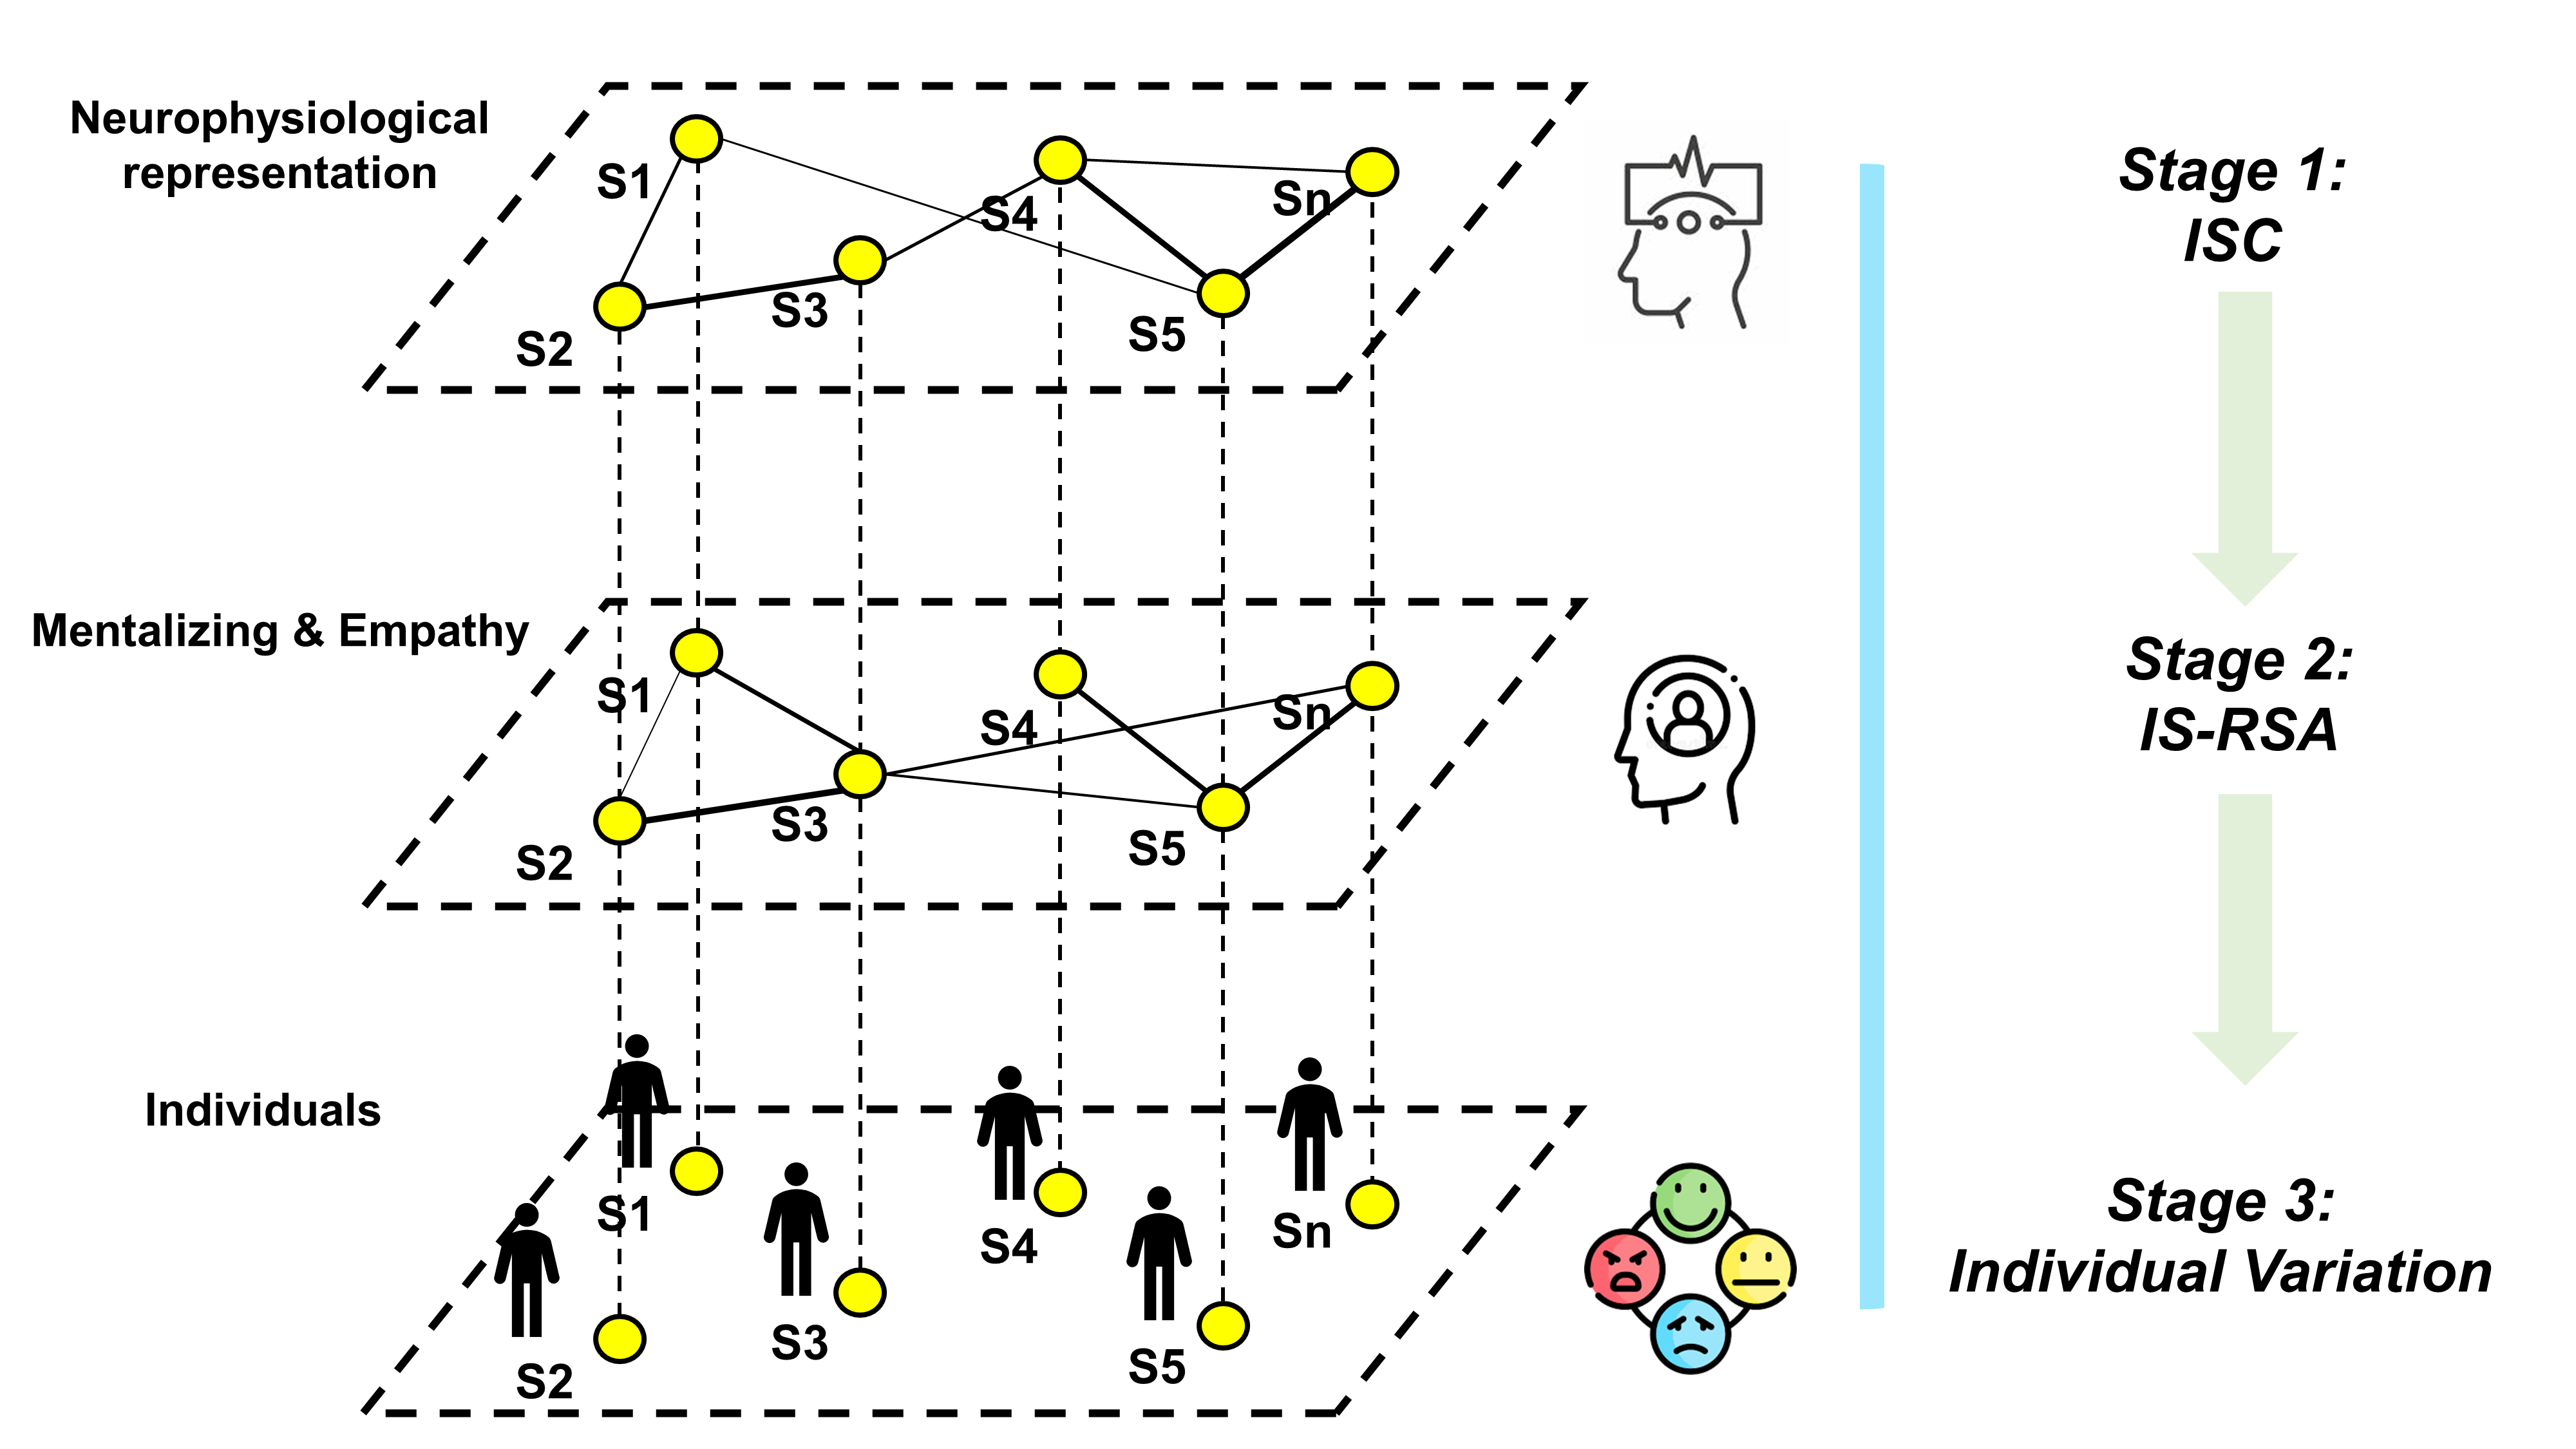 Neurophysiological
representation
S1
S2
S3
S4
S5
Sn
Stage 1:
ISC
Mentalizing & Empathy
S1
S2
S3
S4
S5
Sn
Stage 2:
IS-RSA
Individuals
S1
S2
S3
S4
S5
Sn
Stage 3:
Individual Variation